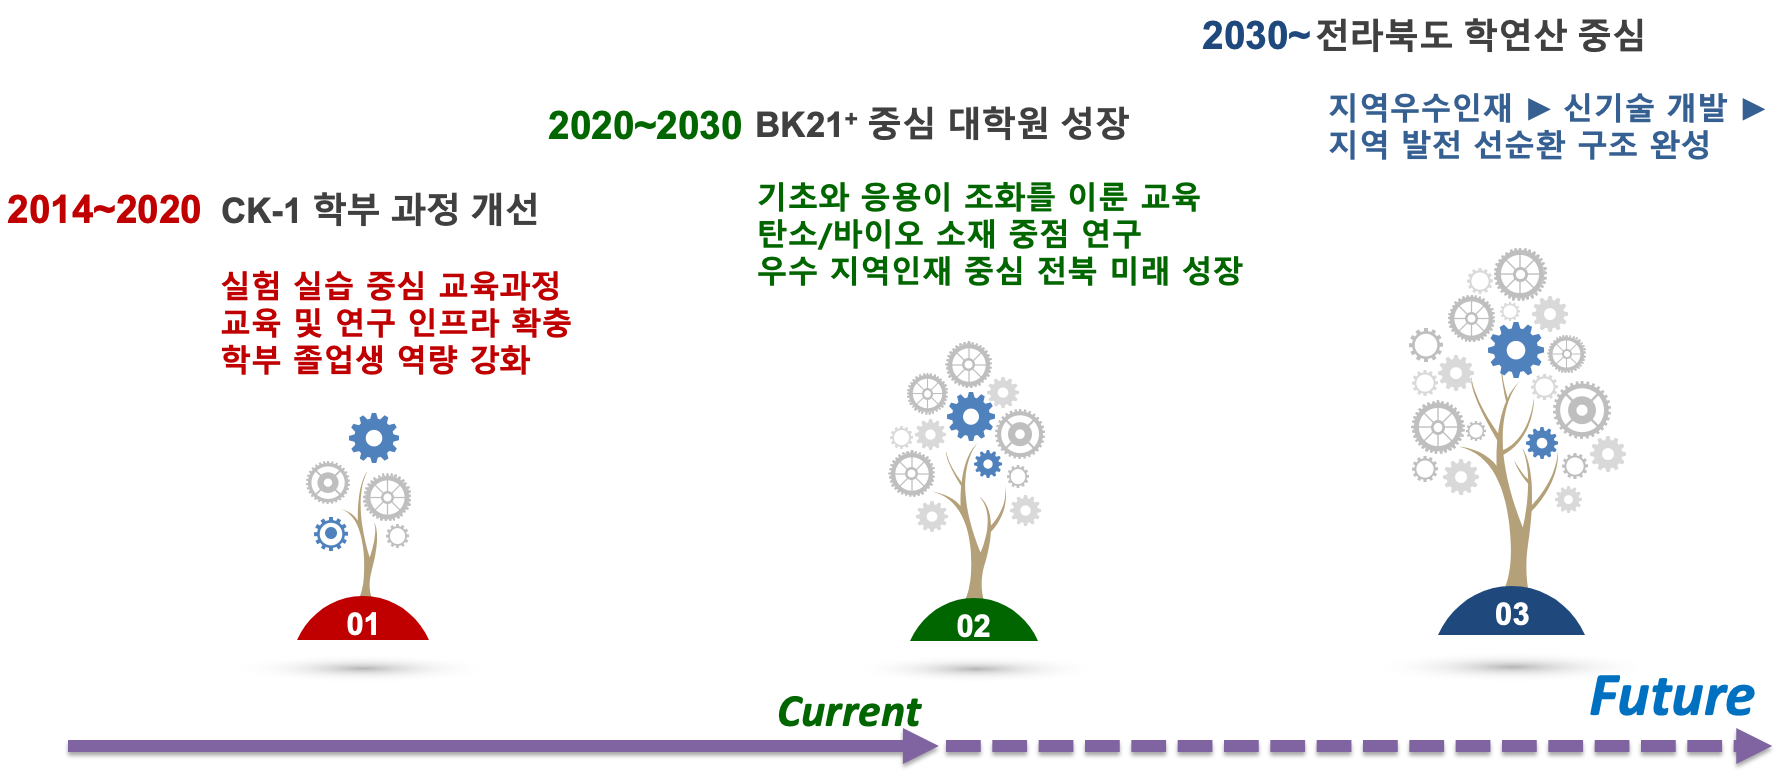 2014~2020 CK-1 학부 과정 개선
실험 실습 중심 교육과정
교육 및 연구 인프라 확충
학부 졸업생 역량 강화
01
2020~2030 BK21+ 중심 대학원 성장
기초와 응용이 조화를 이룬 교육
탄소/바이오 소재 중점 연구
우수 지역인재 중심 전북 미래 성장
02
2030~ 전라북도 학연산 중심
지역우수인재 ▶ 신기술 개발 ▶
지역 발전 선순환 구조 완성
03
Current
Future